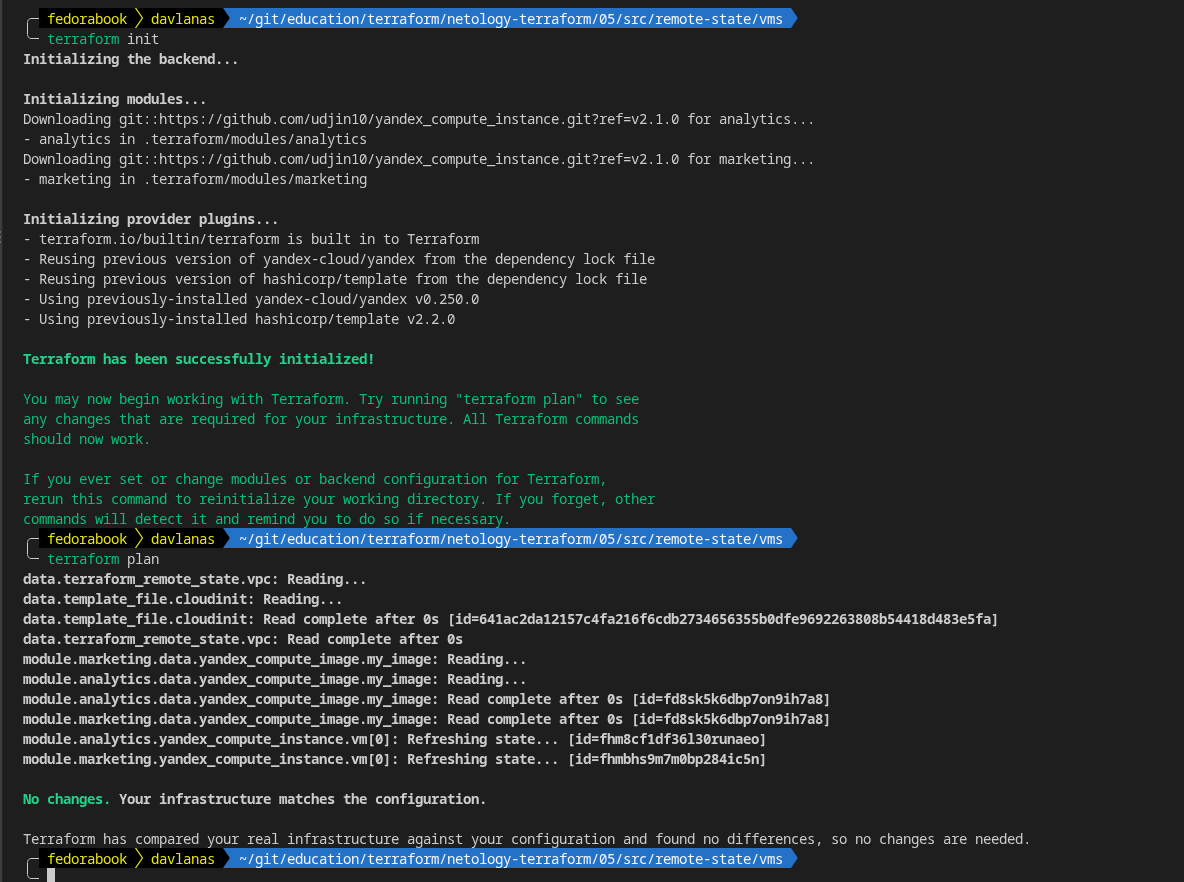 fedorabook davlanas ~/git/education/terraform/netology-terraform/05/src/remote-state/vms
terraform init
Initializing the backend...
Initializing modules...
Downloading git::https://github.com/udjin10/yandex_compute_instance.git?ref=v2.1.0 for analytics...
- analytics in .terraform/modules/analytics
Downloading git::https://github.com/udjin10/yandex_compute_instance.git?ref=v2.1.0 for marketing...
- marketing in .terraform/modules/marketing
Initializing provider plugins...
- terraform.io/builtin/terraform is built in to Terraform
- Reusing previous version of yandex-cloud/yandex from the dependency lock file
- Reusing previous version of hashicorp/template from the dependency lock file
- Using previously-installed yandex-cloud/yandex v0.250.0
- Using previously-installed hashicorp/template v2.2.0
Terraform has been successfully initialized!
You may now begin working with Terraform. Try running "terraform plan" to see
any changes that are required for your infrastructure. All Terraform commands
should now work.
If you ever set or change modules or backend configuration for Terraform,
rerun this command to reinitialize your working directory. If you forget, other
commands will detect it and remind you to do so if necessary.
fedorabook davlanas ~/git/education/terraform/netology-terraform/05/src/remote-state/vms
terraform plan
data.terraform_remote_state.vpc: Reading...
data.template_file.cloudinit: Reading...
data.template_file.cloudinit: Read complete after 0s [id=641ac2da12157c4fa216f6cdb2734656355b0dfe9692263808b54418d483e5fa]
data.terraform_remote_state.vpc: Read complete after 0s
module.marketing.data.yandex_compute_image.my_image: Reading...
module.analytics.data.yandex_compute_image.my_image: Reading...
module.analytics.data.yandex_compute_image.my_image: Read complete after 0s [id=fd8sk5k6dbp7on9ih7a8]
module.marketing.data.yandex_compute_image.my_image: Read complete after 0s [id=fd8sk5k6dbp7on9ih7a8]
module.analytics.yandex_compute_instance.vm[0]: Refreshing state... [id=fhm8cf1df36l30runaeo]
module.marketing.yandex_compute_instance.vm[0]: Refreshing state... [id=fhmbhs9m7m0bp284ic5n]
No changes. Your infrastructure matches the configuration.
Terraform has compared your real infrastructure against your configuration and found no differences, so no changes are needed.
fedorabook davlanas ~/git/education/terraform/netology-terraform/05/src/remote-state/vms